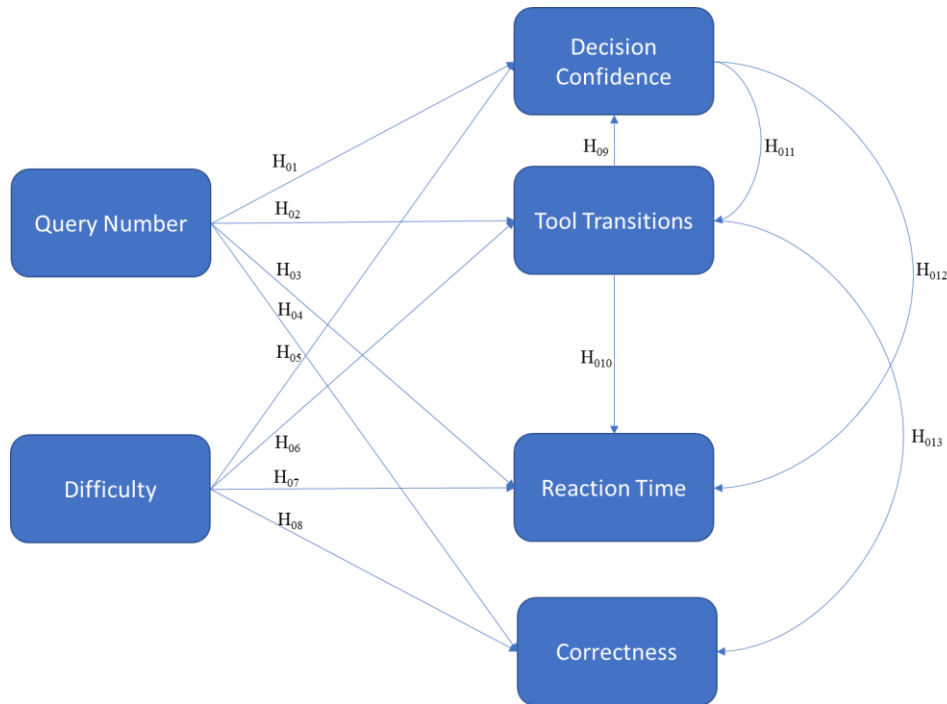 Decision
Confidence
H₀₉
H₀₁₁
H₀₁
Query Number
H₀₂
Tool Transitions
H₀₃
H₀₁₂
H₀₄
H₀₅
H₀₁₀
H₀₆
H₀₁₃
Difficulty
H₀₇
Reaction Time
H₀₈
Correctness